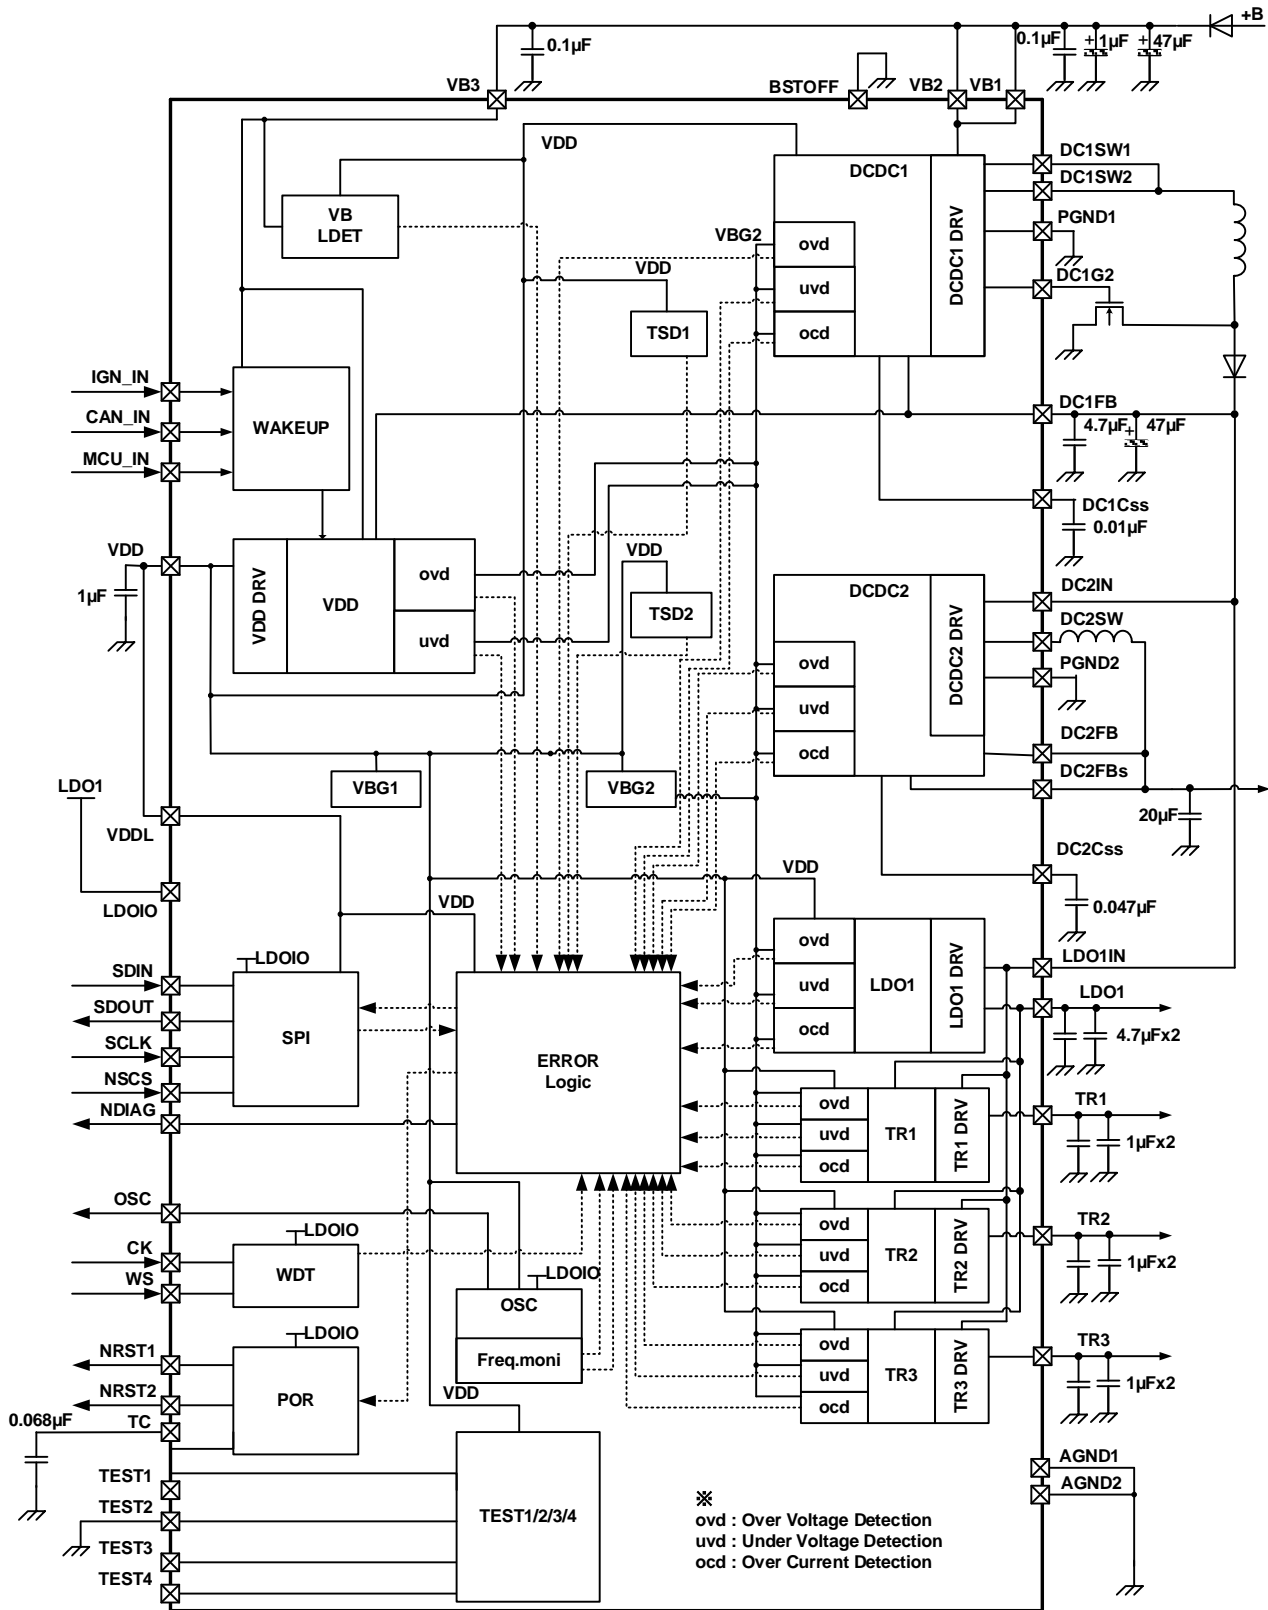 +B
0.1µF
0.1µF
1µF
47µF
VB3
BSTOFF
VB2
VB1
VDD
DCDC1
DC1SW1
DC1SW2
VB
LDET
VBG2
ovd
DCDC1 DRV
PGND1
VDD
uvd
DC1G2
TSD1
ocd
IGN_IN
CAN_IN
WAKEUP
MCU_IN
DC1FB
4.7µF
47µF
DC1Css
0.01µF
VDD
1µF
VDD DRV
VDD
ovd
uvd
VDD
TSD2
DCDC2
DCDC2 DRV
DC2IN
DC2SW
ovd
PGND2
uvd
ocd
DC2FB
DC2FBs
VBG1
VBG2
LDO1
VDDL
20µF
DC2Css
VDD
0.047µF
LDOIO
VDD
ovd
uvd
ocd
LDO1
LDO1 DRV
LDO1IN
LDO1
4.7µFx2
LDOIO
SDIN
SDOUT
SCLK
NSCS
NDIAG
SPI
ERROR
Logic
ovd
uvd
ocd
TR1
TR1 DRV
TR1
1µFx2
OSC
CK
WS
LDOIO
WDT
LDOIO
OSC
Freq.moni
ovd
uvd
ocd
TR2
TR2 DRV
TR2
1µFx2
NRST1
NRST2
TC
0.068µF
LDOIO
POR
VDD
ovd
uvd
ocd
TR3
TR3 DRV
TR3
1µFx2
TEST1
TEST2
TEST3
TEST4
TEST1/2/3/4
AGND1
AGND2
※
ovd : Over Voltage Detection
uvd : Under Voltage Detection
ocd : Over Current Detection